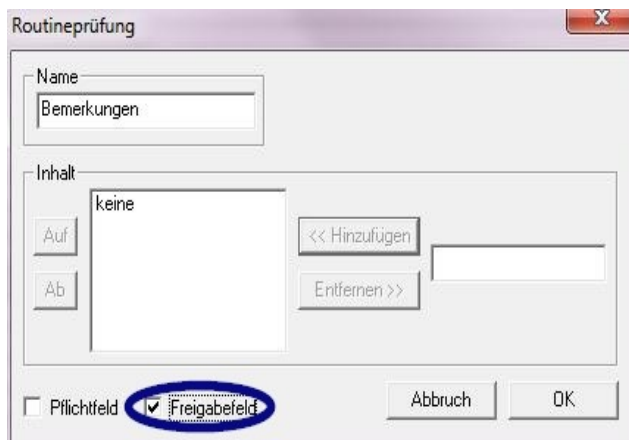 Routineprüfung
Name
Bemerkungen
Inhalt
keine
Auf
<< Hinzufügen
Ab
Entfernen >>
Pflichtfeld
Freigabefeld
Abbruch
OK